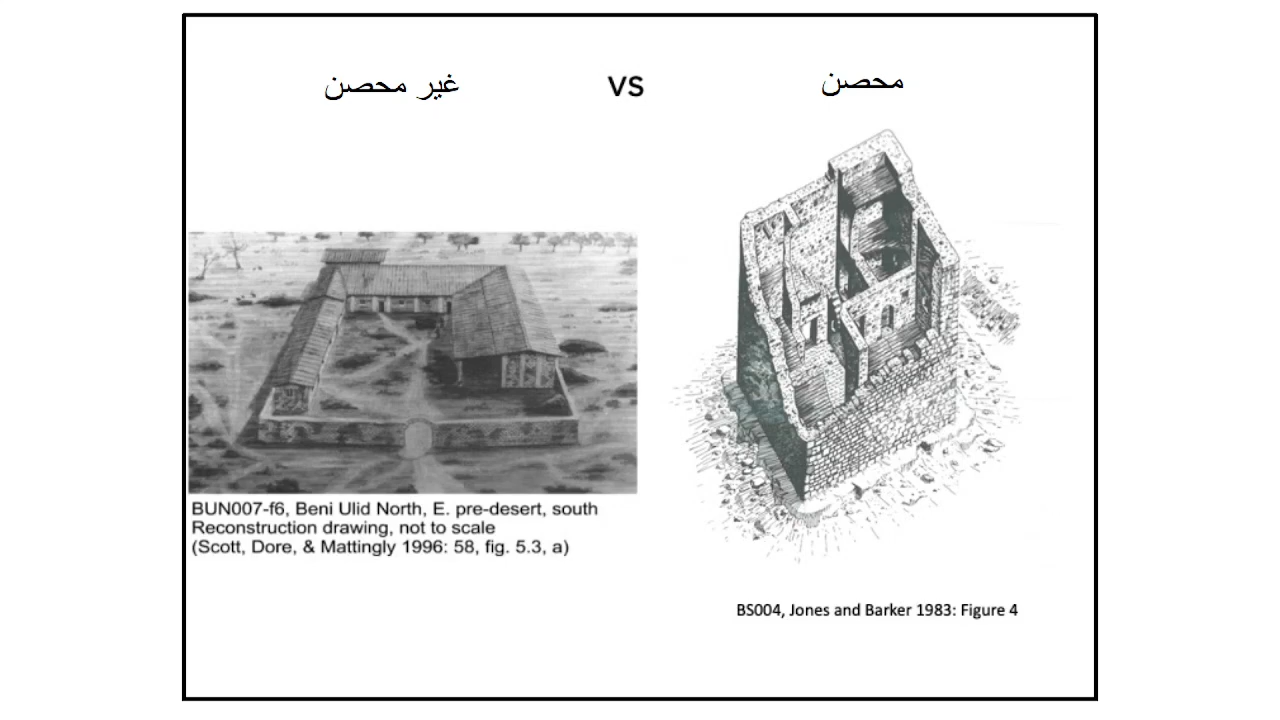 غير محصن
vs
محصن
BUN007-f6, Beni Ulid North, E. pre-desert, south
Reconstruction drawing, not to scale
(Scott, Dore, & Mattingly 1996: 58, fig. 5.3, a)
BS004, Jones and Barker 1983: Figure 4